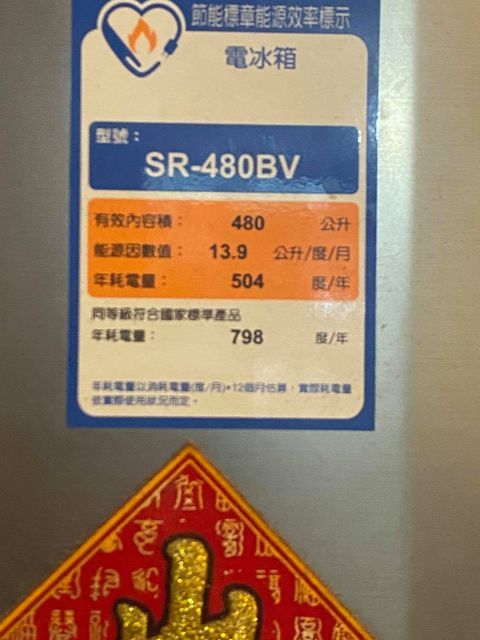 節能標章能源效率標示
電冰箱
型號：
SR-480BV
有效內容積： 480 公升
能源因數值： 13.9 公升/度/月
年耗電量： 504 度/年
同等級符合國家標準產品
年耗電量： 798 度/年
年耗電量以消耗電量(度/月)*12個月估算，實際耗電量
依實際使用狀況而定。